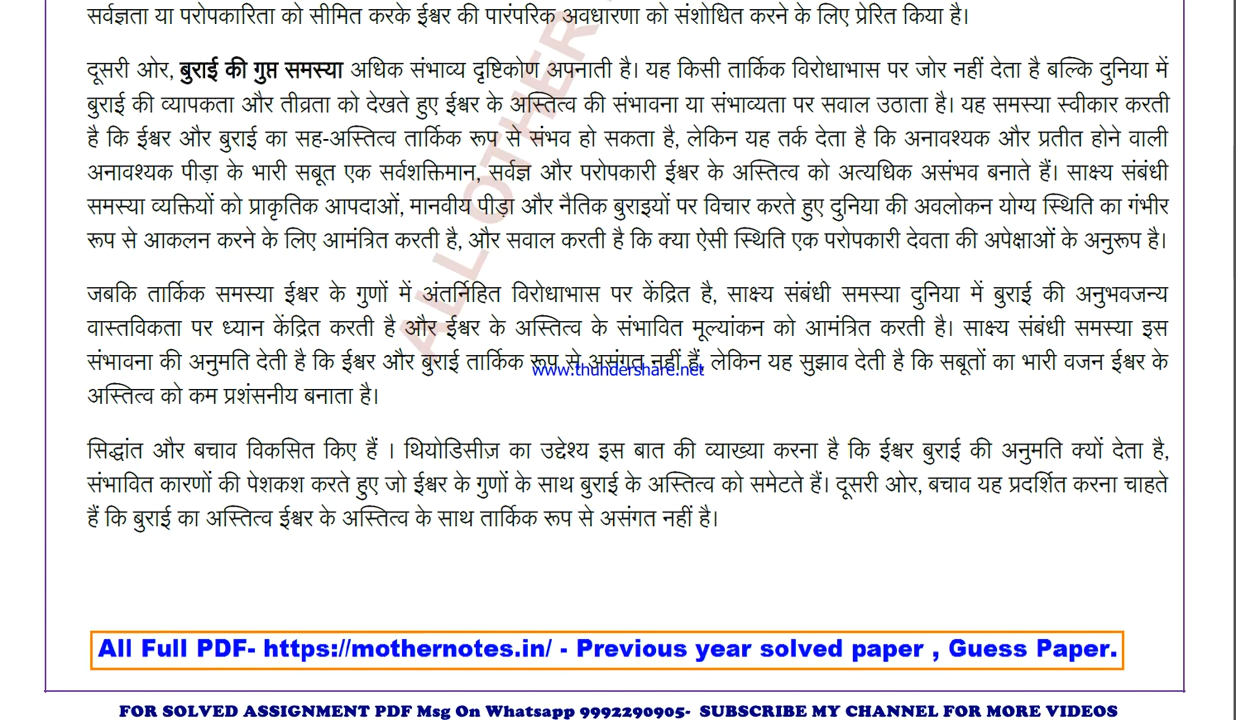 सर्वज्ञता या परोपकारिता को सीमित करके ईश्वर की पारंपरिक अवधारणा को संशोधित करने के लिए प्रेरित किया है।
दूसरी ओर, बुराई की गुप्त समस्या अधिक संभाव्य दृष्टिकोण अपनाती है। यह किसी तार्किक विरोधाभास पर जोर नहीं देता है बल्कि दुनिया में
बुराई की व्यापकता और तीव्रता को देखते हुए ईश्वर के अस्तित्व की संभावना या संभाव्यता पर सवाल उठाता है। यह समस्या स्वीकार करती
है कि ईश्वर और बुराई का सह-अस्तित्व तार्किक रूप से संभव हो सकता है, लेकिन यह तर्क देता है कि अनावश्यक और प्रतीत होने वाली
अनावश्यक पीड़ा के भारी सबूत एक सर्वशक्तिमान, सर्वज्ञ और परोपकारी ईश्वर के अस्तित्व को अत्यधिक असंभव बनाते हैं। साक्ष्य संबंधी
समस्या व्यक्तियों को प्राकृतिक आपदाओं, मानवीय पीड़ा और नैतिक बुराइयों पर विचार करते हुए दुनिया की अवलोकन योग्य स्थिति का गंभीर
रूप से आकलन करने के लिए आमंत्रित करती है, और सवाल करती है कि क्या ऐसी स्थिति एक परोपकारी देवता की अपेक्षाओं के अनुरूप है।
जबकि तार्किक समस्या ईश्वर के गुणों में अंतर्निहित विरोधाभास पर केंद्रित है, साक्ष्य संबंधी समस्या दुनिया में बुराई की अनुभवजन्य
वास्तविकता पर ध्यान केंद्रित करती है और ईश्वर के अस्तित्व के संभावित मूल्यांकन को आमंत्रित करती है। साक्ष्य संबंधी समस्या इस
संभावना की अनुमति देती है कि ईश्वर और बुराई तार्किक रूप से असंगत नहीं हैं, लेकिन यह सुझाव देती है कि सबूतों का भारी वजन ईश्वर के
www.thundershare.net
अस्तित्व को कम प्रशंसनीय बनाता है।
सिद्धांत और बचाव विकसित किए हैं । थियोडिसीज़ का उद्देश्य इस बात की व्याख्या करना है कि ईश्वर बुराई की अनुमति क्यों देता है,
संभावित कारणों की पेशकश करते हुए जो ईश्वर के गुणों के साथ बुराई के अस्तित्व को समेटते हैं। दूसरी ओर, बचाव यह प्रदर्शित करना चाहते
हैं कि बुराई का अस्तित्व ईश्वर के अस्तित्व के साथ तार्किक रूप से असंगत नहीं है।
ALL OTHER
All Full PDF- https://mothernotes.in/ - Previous year solved paper , Guess Paper.
FOR SOLVED ASSIGNMENT PDF Msg On Whatsapp 9992290905- SUBSCRIBE MY CHANNEL FOR MORE VIDEOS